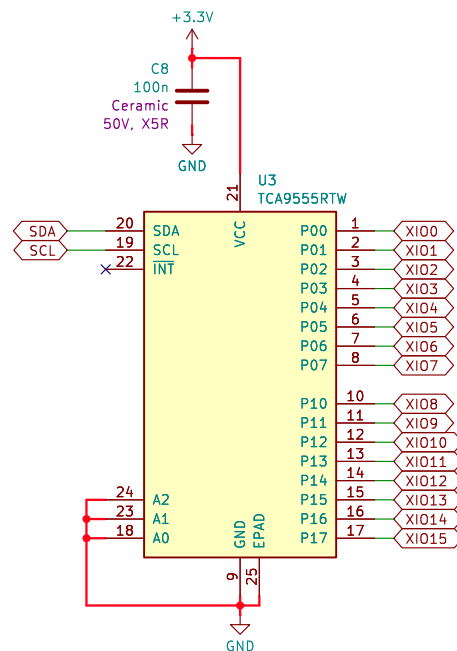 +3.3V
C8
100n
Ceramic
50V, X5R
GND
U3
TCA9555RTW
21
VCC
SDA 20 SDA P00 1 XIO0
SCL 19 SCL P01 2 XIO1
22 INT P02 3 XIO2
P03 4 XIO3
P04 5 XIO4
P05 6 XIO5
P06 7 XIO6
P07 8 XIO7
P10 10 XIO8
P11 11 XIO9
P12 12 XIO10
P13 13 XIO11
P14 14 XIO12
24 A2 P15 15 XIO13
23 A1 P16 16 XIO14
18 A0 P17 17 XIO15
GND EPAD
9 25
GND